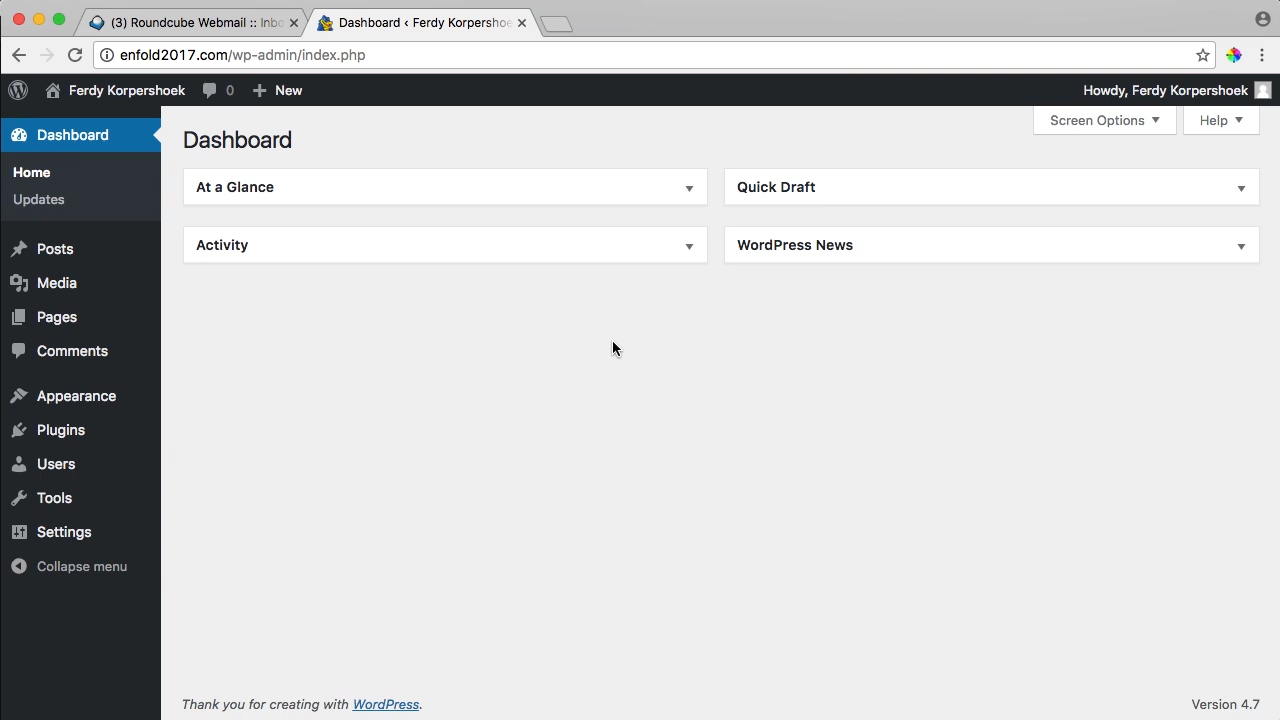 (3) Roundcube Webmail :: Inbo
Dashboard ‹ Ferdy Korpershoe
enfold2017.com/wp-admin/index.php
Ferdy Korpershoek 0 New Howdy, Ferdy Korpershoek
Screen Options Help
Dashboard
Home
Updates
Posts
Media
Pages
Comments
Appearance
Plugins
Users
Tools
Settings
Collapse menu
Dashboard
At a Glance
Quick Draft
Activity
WordPress News
Thank you for creating with WordPress. Version 4.7